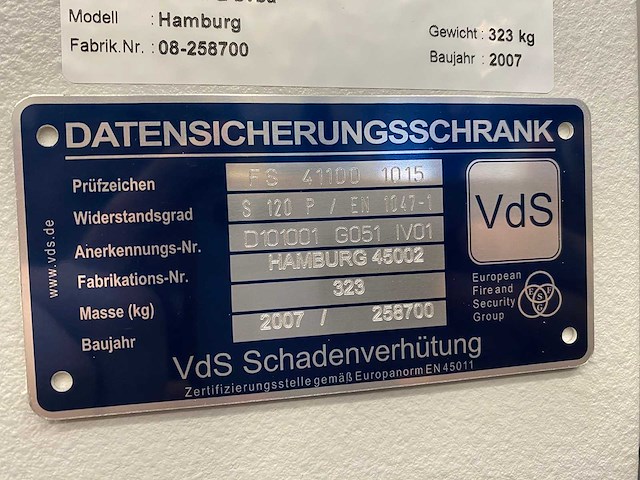 Modell : Hamburg
Fabrik.Nr. : 08-258700
Gewicht : 323 kg
Baujahr : 2007
DATENSICHERUNGSSCHRANK
Prüfzeichen FS 41100 1015
Widerstandsgrad S 120 P / EN 1047-1
Anerkennungs-Nr. D101001 G051 IV01
Fabrikations-Nr. HAMBURG 45002
Masse (kg) 323
Baujahr 2007 / 258700
www.vds.de
VdS
European
Fire and
Security
Group
E F S G
VdS Schadenverhütung
Zertifizierungsstelle gemäß Europanorm EN 45011